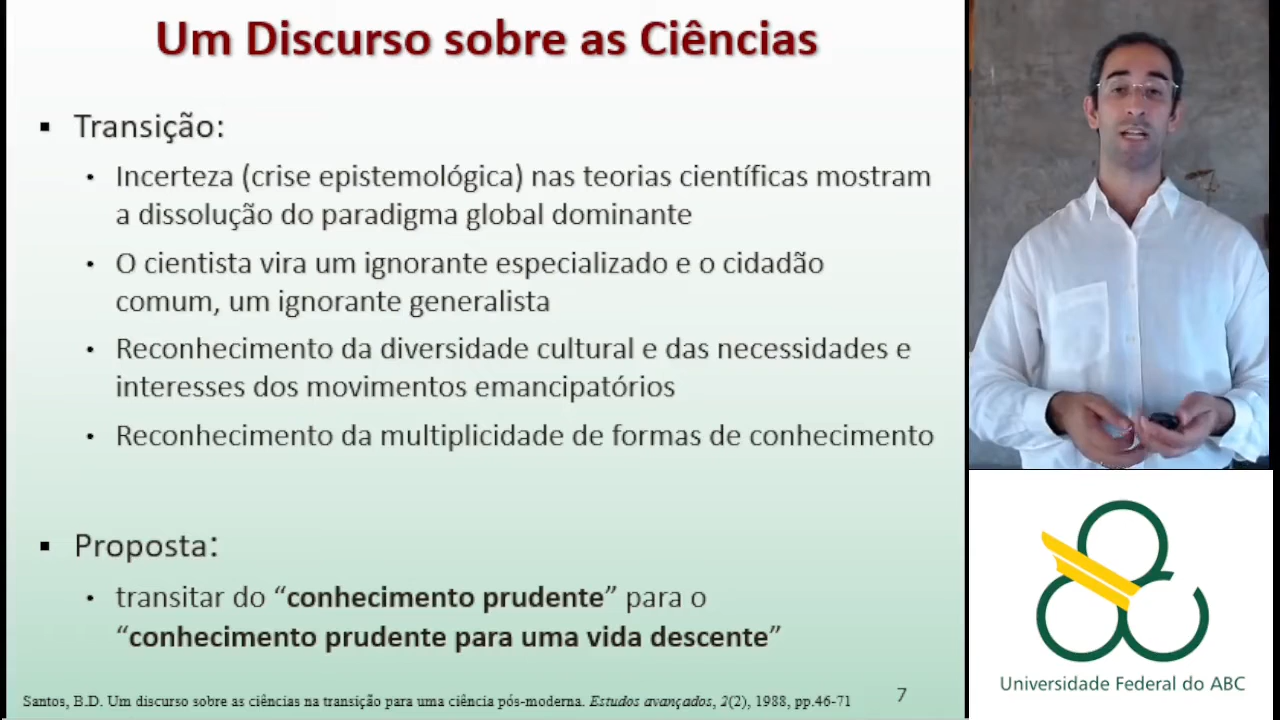 Um Discurso sobre as Ciências
▪ Transição:
• Incerteza (crise epistemológica) nas teorias científicas mostram
a dissolução do paradigma global dominante
• O cientista vira um ignorante especializado e o cidadão
comum, um ignorante generalista
• Reconhecimento da diversidade cultural e das necessidades e
interesses dos movimentos emancipatórios
• Reconhecimento da multiplicidade de formas de conhecimento
▪ Proposta:
• transitar do “conhecimento prudente” para o
“conhecimento prudente para uma vida descente”
Santos, B.D. Um discurso sobre as ciências na transição para uma ciência pós-moderna. Estudos avançados, 2(2), 1988, pp.46-71
7
Universidade Federal do ABC